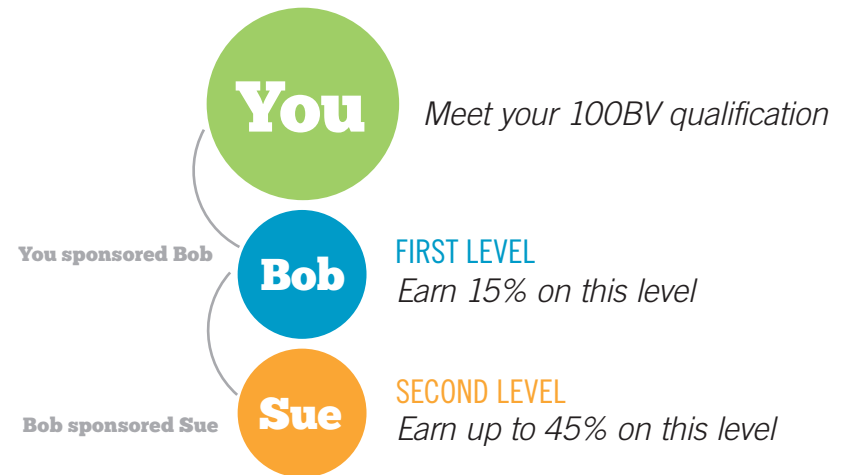 You
Meet your 100BV qualification
You sponsored Bob
Bob
FIRST LEVEL
Earn 15% on this level
Bob sponsored Sue
Sue
SECOND LEVEL
Earn up to 45% on this level